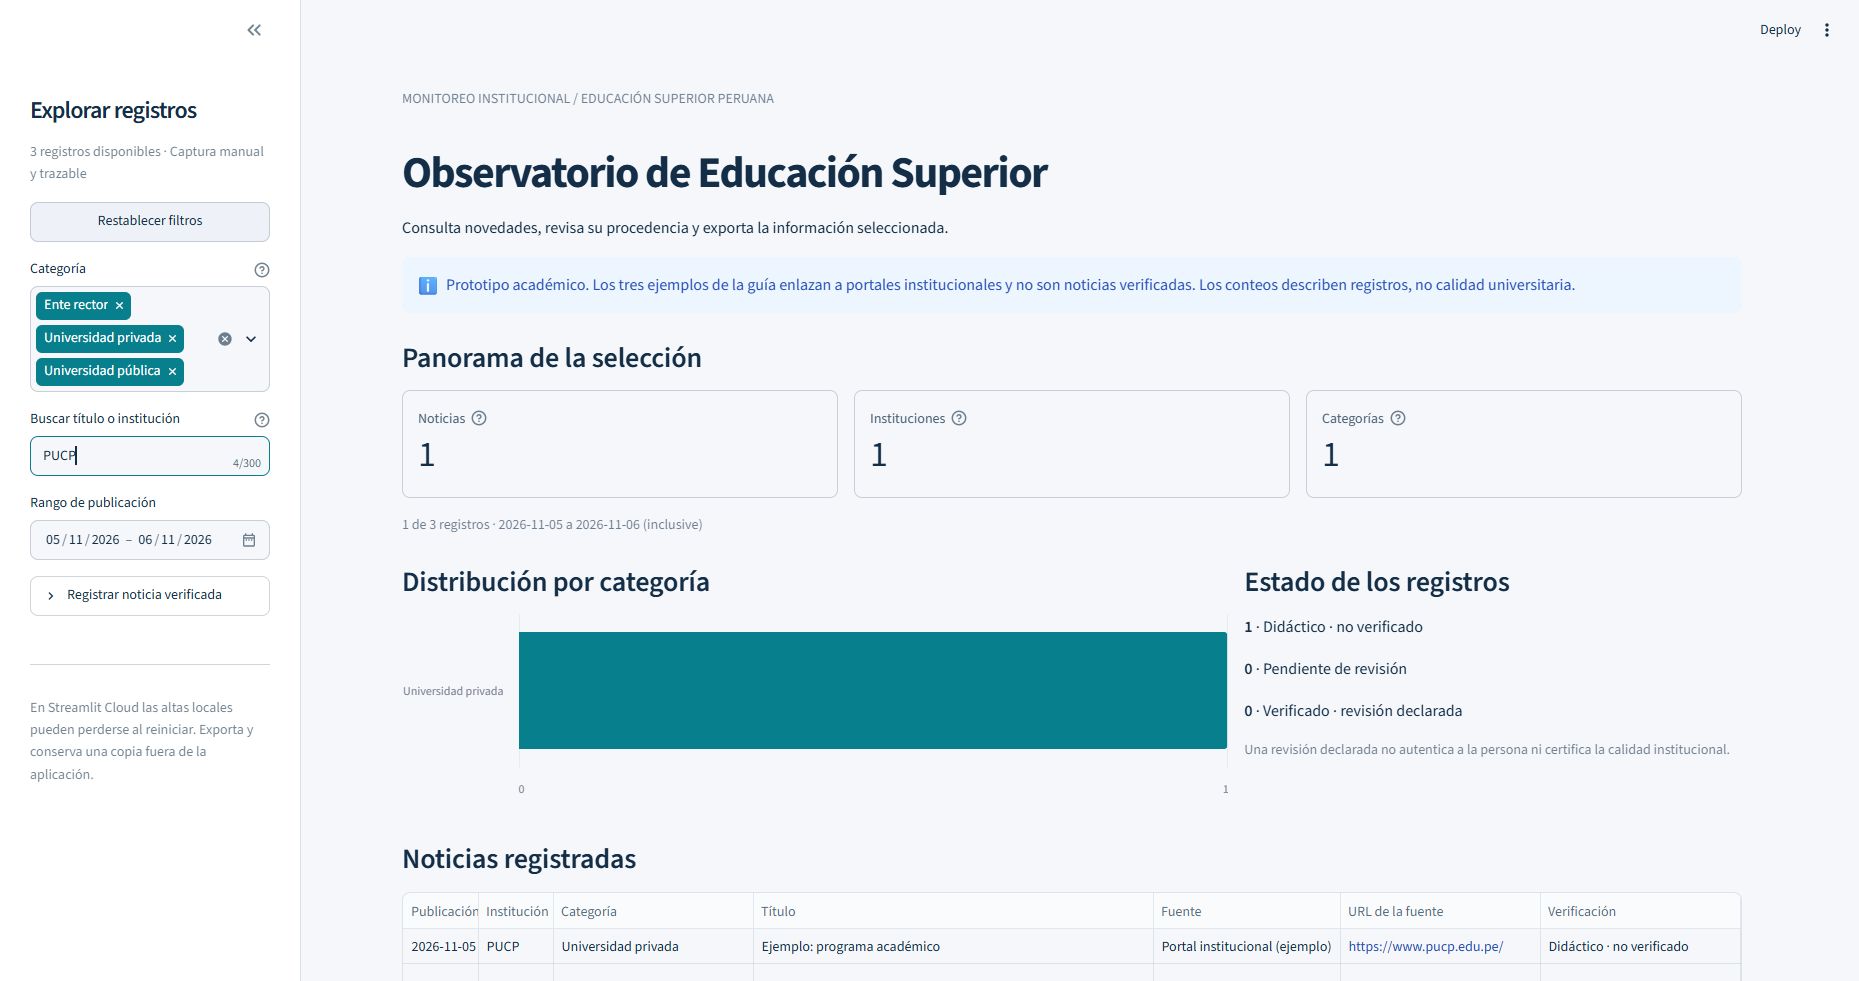 Deploy
Explorar registros
3 registros disponibles · Captura manual
y trazable
Restablecer filtros
Categoría
Ente rector
Universidad privada
Universidad pública
Buscar título o institución
PUCP
4/300
Rango de publicación
05/11/2026 – 06/11/2026
Registrar noticia verificada
En Streamlit Cloud las altas locales
pueden perderse al reiniciar. Exporta y
conserva una copia fuera de la
aplicación.
MONITOREO INSTITUCIONAL / EDUCACIÓN SUPERIOR PERUANA
Observatorio de Educación Superior
Consulta novedades, revisa su procedencia y exporta la información seleccionada.
Prototipo académico. Los tres ejemplos de la guía enlazan a portales institucionales y no son noticias verificadas. Los conteos describen registros, no calidad universitaria.
Panorama de la selección
Noticias
1
Instituciones
1
Categorías
1
1 de 3 registros · 2026-11-05 a 2026-11-06 (inclusive)
Distribución por categoría
Universidad privada
0 1
Estado de los registros
1 · Didáctico · no verificado
0 · Pendiente de revisión
0 · Verificado · revisión declarada
Una revisión declarada no autentica a la persona ni certifica la calidad institucional.
Noticias registradas
Publicación Institución Categoría Título Fuente URL de la fuente Verificación
2026-11-05 PUCP Universidad privada Ejemplo: programa académico Portal institucional (ejemplo) https://www.pucp.edu.pe/ Didáctico · no verificado